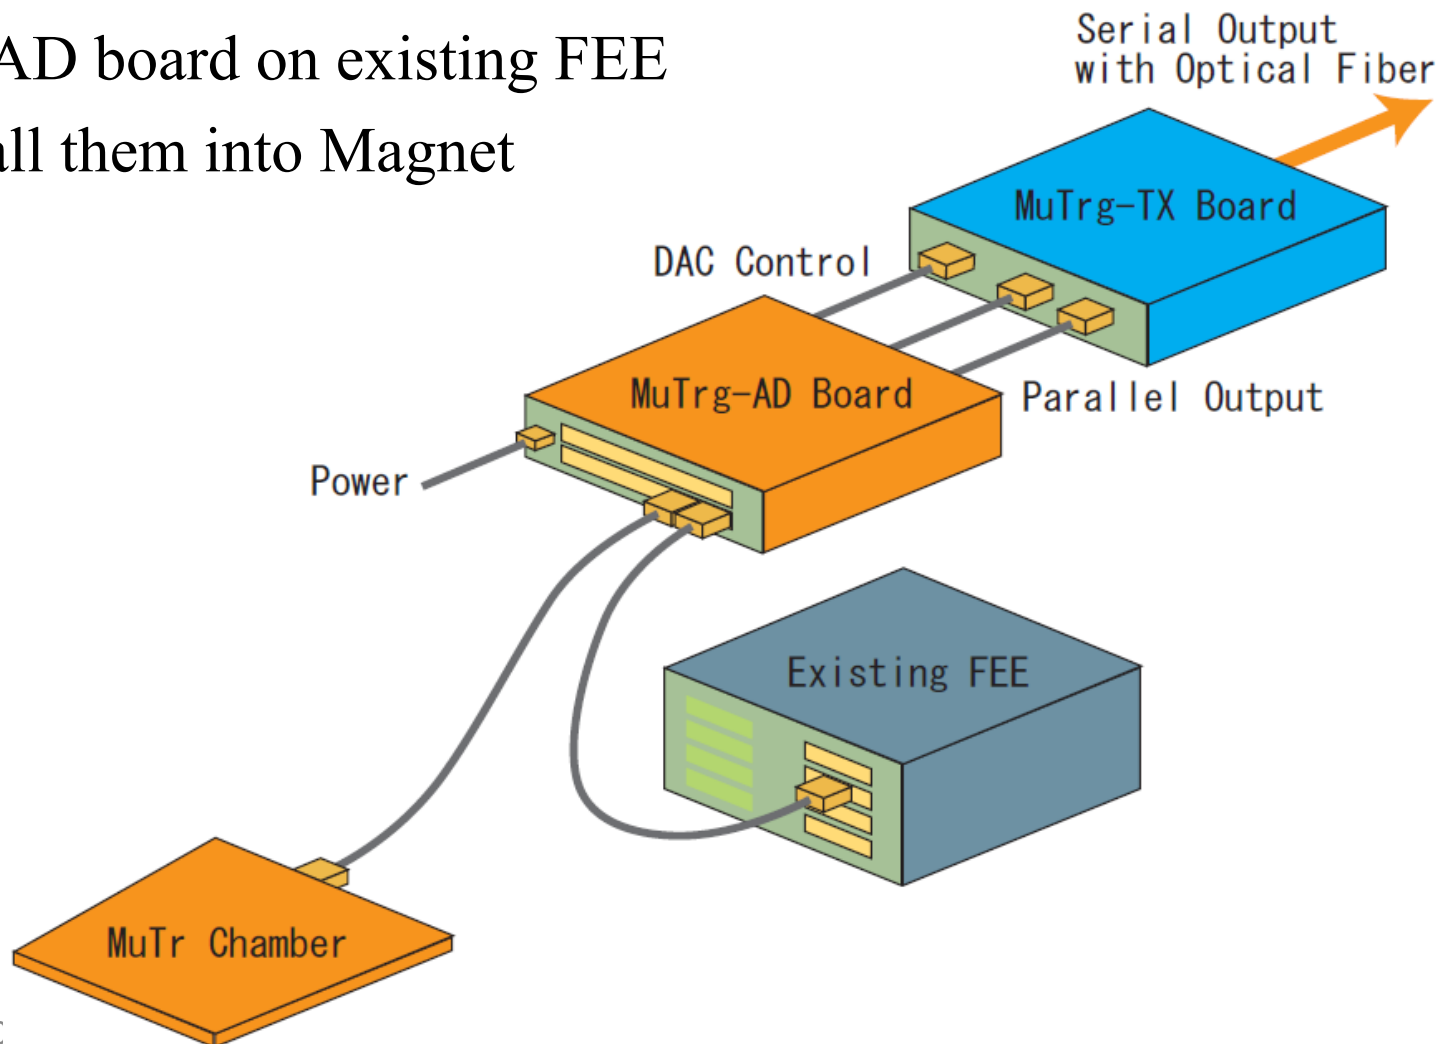 AD board on existing FEE
all them into Magnet
Serial Output
with Optical Fiber
MuTrg-TX Board
DAC Control
MuTrg-AD Board
Parallel Output
Power
Existing FEE
MuTr Chamber